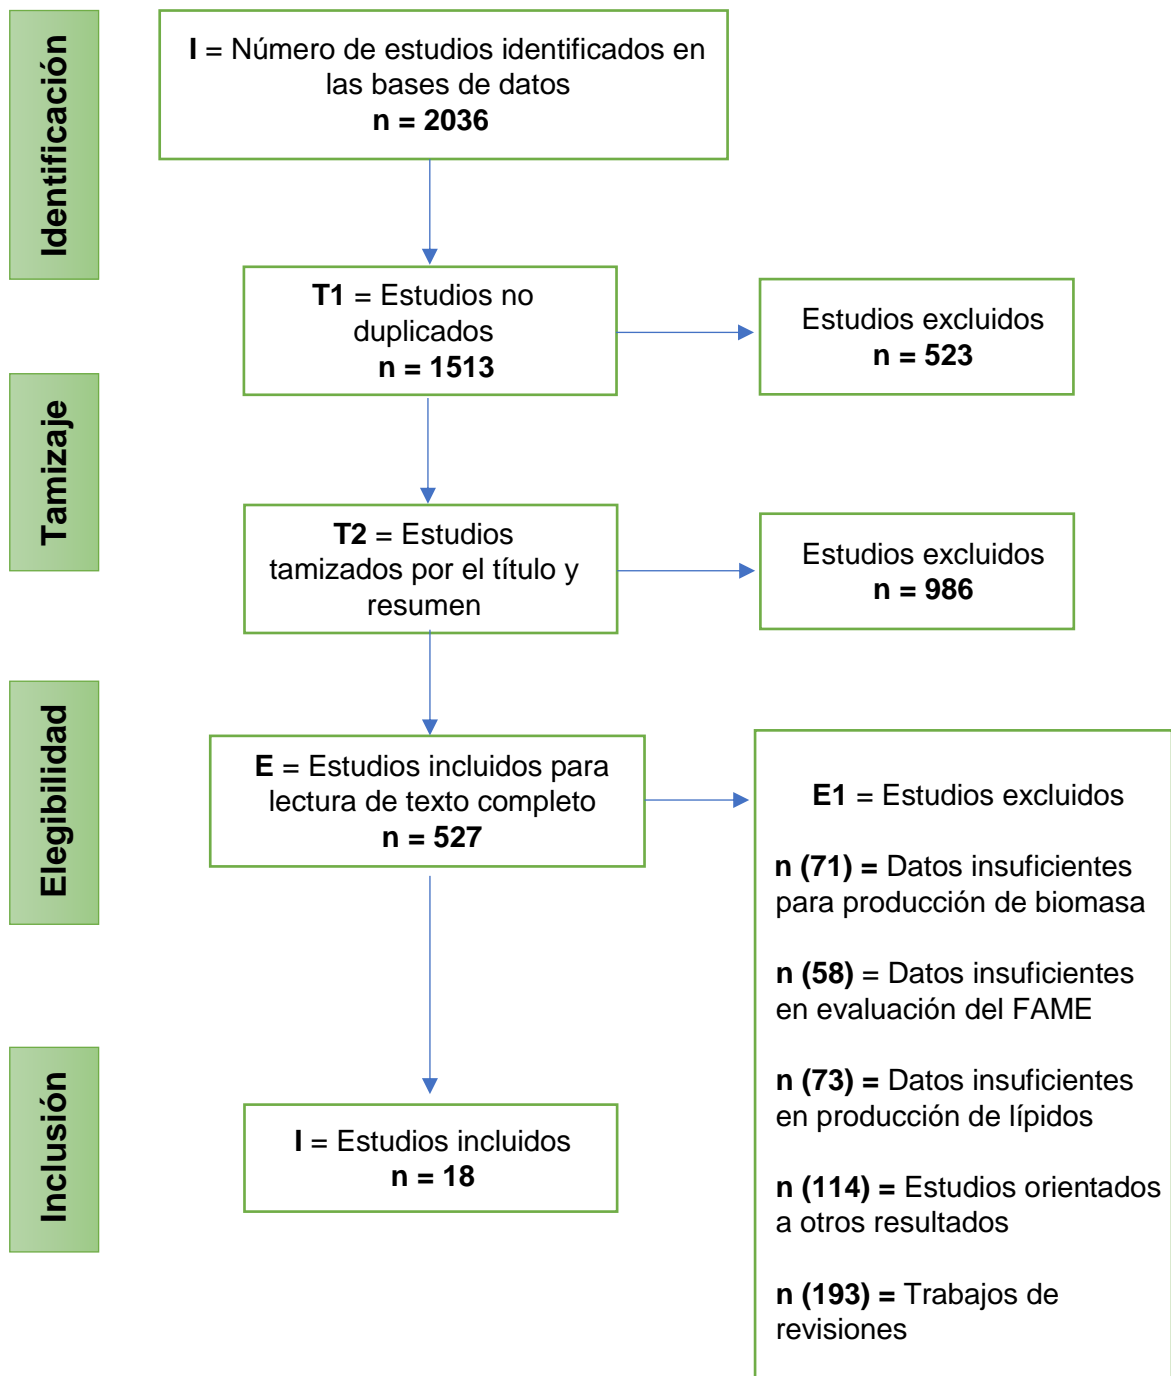 Identificación
I = Número de estudios identificados en
las bases de datos
n = 2036
T1 = Estudios no
duplicados
n = 1513
Estudios excluidos
n = 523
Tamizaje
T2 = Estudios
tamizados por el título y
resumen
Estudios excluidos
n = 986
Elegibilidad
E = Estudios incluidos para
lectura de texto completo
n = 527
E1 = Estudios excluidos
n (71) = Datos insuficientes
para producción de biomasa
n (58) = Datos insuficientes
en evaluación del FAME
n (73) = Datos insuficientes
en producción de lípidos
n (114) = Estudios orientados
a otros resultados
n (193) = Trabajos de
revisiones
Inclusión
I = Estudios incluidos
n = 18